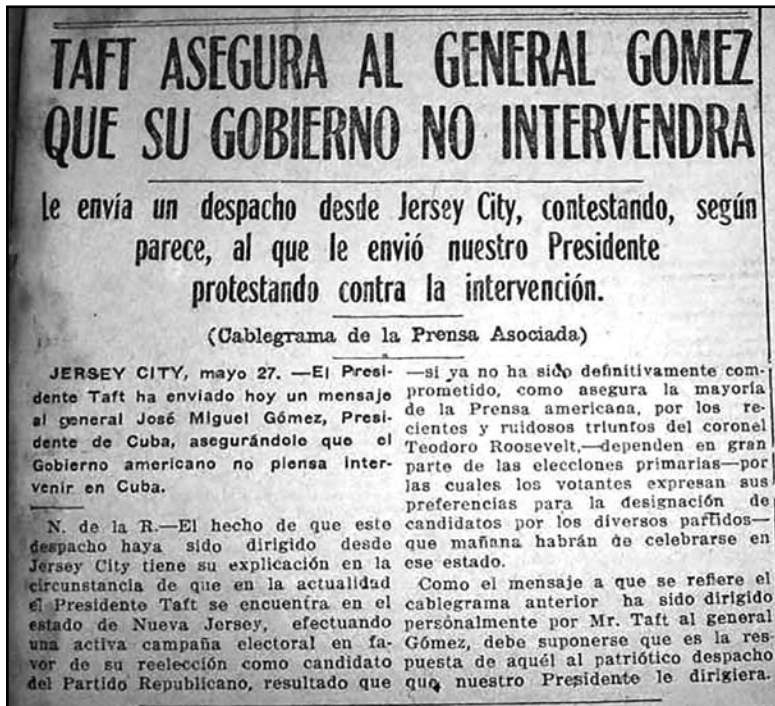 TAFT ASEGURA AL GENERAL GOMEZ
QUE SU GOBIERNO NO INTERVENDRA
Le envía un despacho desde Jersey City, contestando, según
parece, al que le envió nuestro Presidente
protestando contra la intervención.
(Cablegrama de la Prensa Asociada)
JERSEY CITY, mayo 27. —El Presi-
dente Taft ha enviado hoy un mensaje
al general José Miguel Gómez, Presi-
dente de Cuba, asegurándole que el
Gobierno americano no piensa inter-
venir en Cuba.
N. de la R.—El hecho de que este
despacho haya sido dirigido desde
Jersey City tiene su explicación en la
circunstancia de que en la actualidad
el Presidente Taft se encuentra en el
estado de Nueva Jersey, efectuando
una activa campaña electoral en fa-
vor de su reelección como candidato
del Partido Republicano, resultado que
—si ya no ha sido definitivamente com-
prometido, como asegura la mayoría
de la Prensa americana, por los re-
cientes y ruidosos triunfos del coronel
Teodoro Roosevelt,—dependen en gran
parte de las elecciones primarias—por
las cuales los votantes expresan sus
preferencias para la designación de
candidatos por los diversos partidos—
que mañana habrán de celebrarse en
ese estado.
Como el mensaje a que se refiere el
cablegrama anterior ha sido dirigido
personalmente por Mr. Taft al general
Gómez, debe suponerse que es la res-
puesta de aquél al patriótico despacho
que nuestro Presidente le dirigiera.